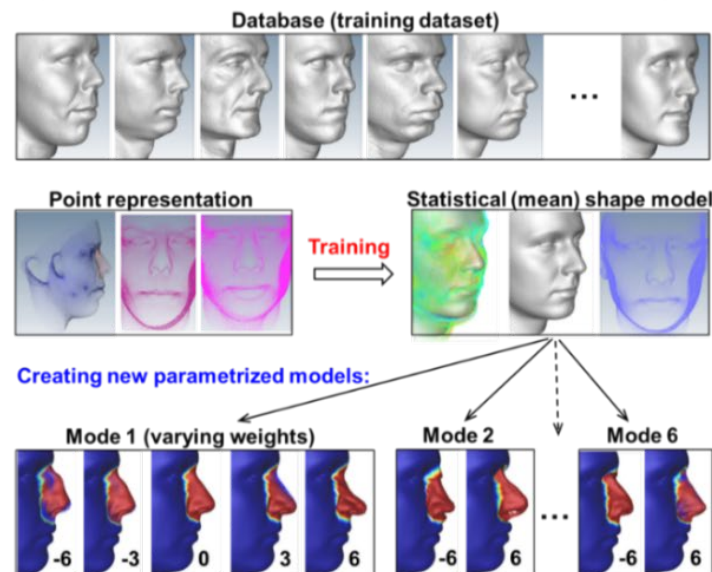 Database (training dataset)
...
Point representation
Statistical (mean) shape model
Training
Creating new parametrized models:
Mode 1 (varying weights)
Mode 2
Mode 6
-6 -3 0 3 6 -6 6 ... -6 6